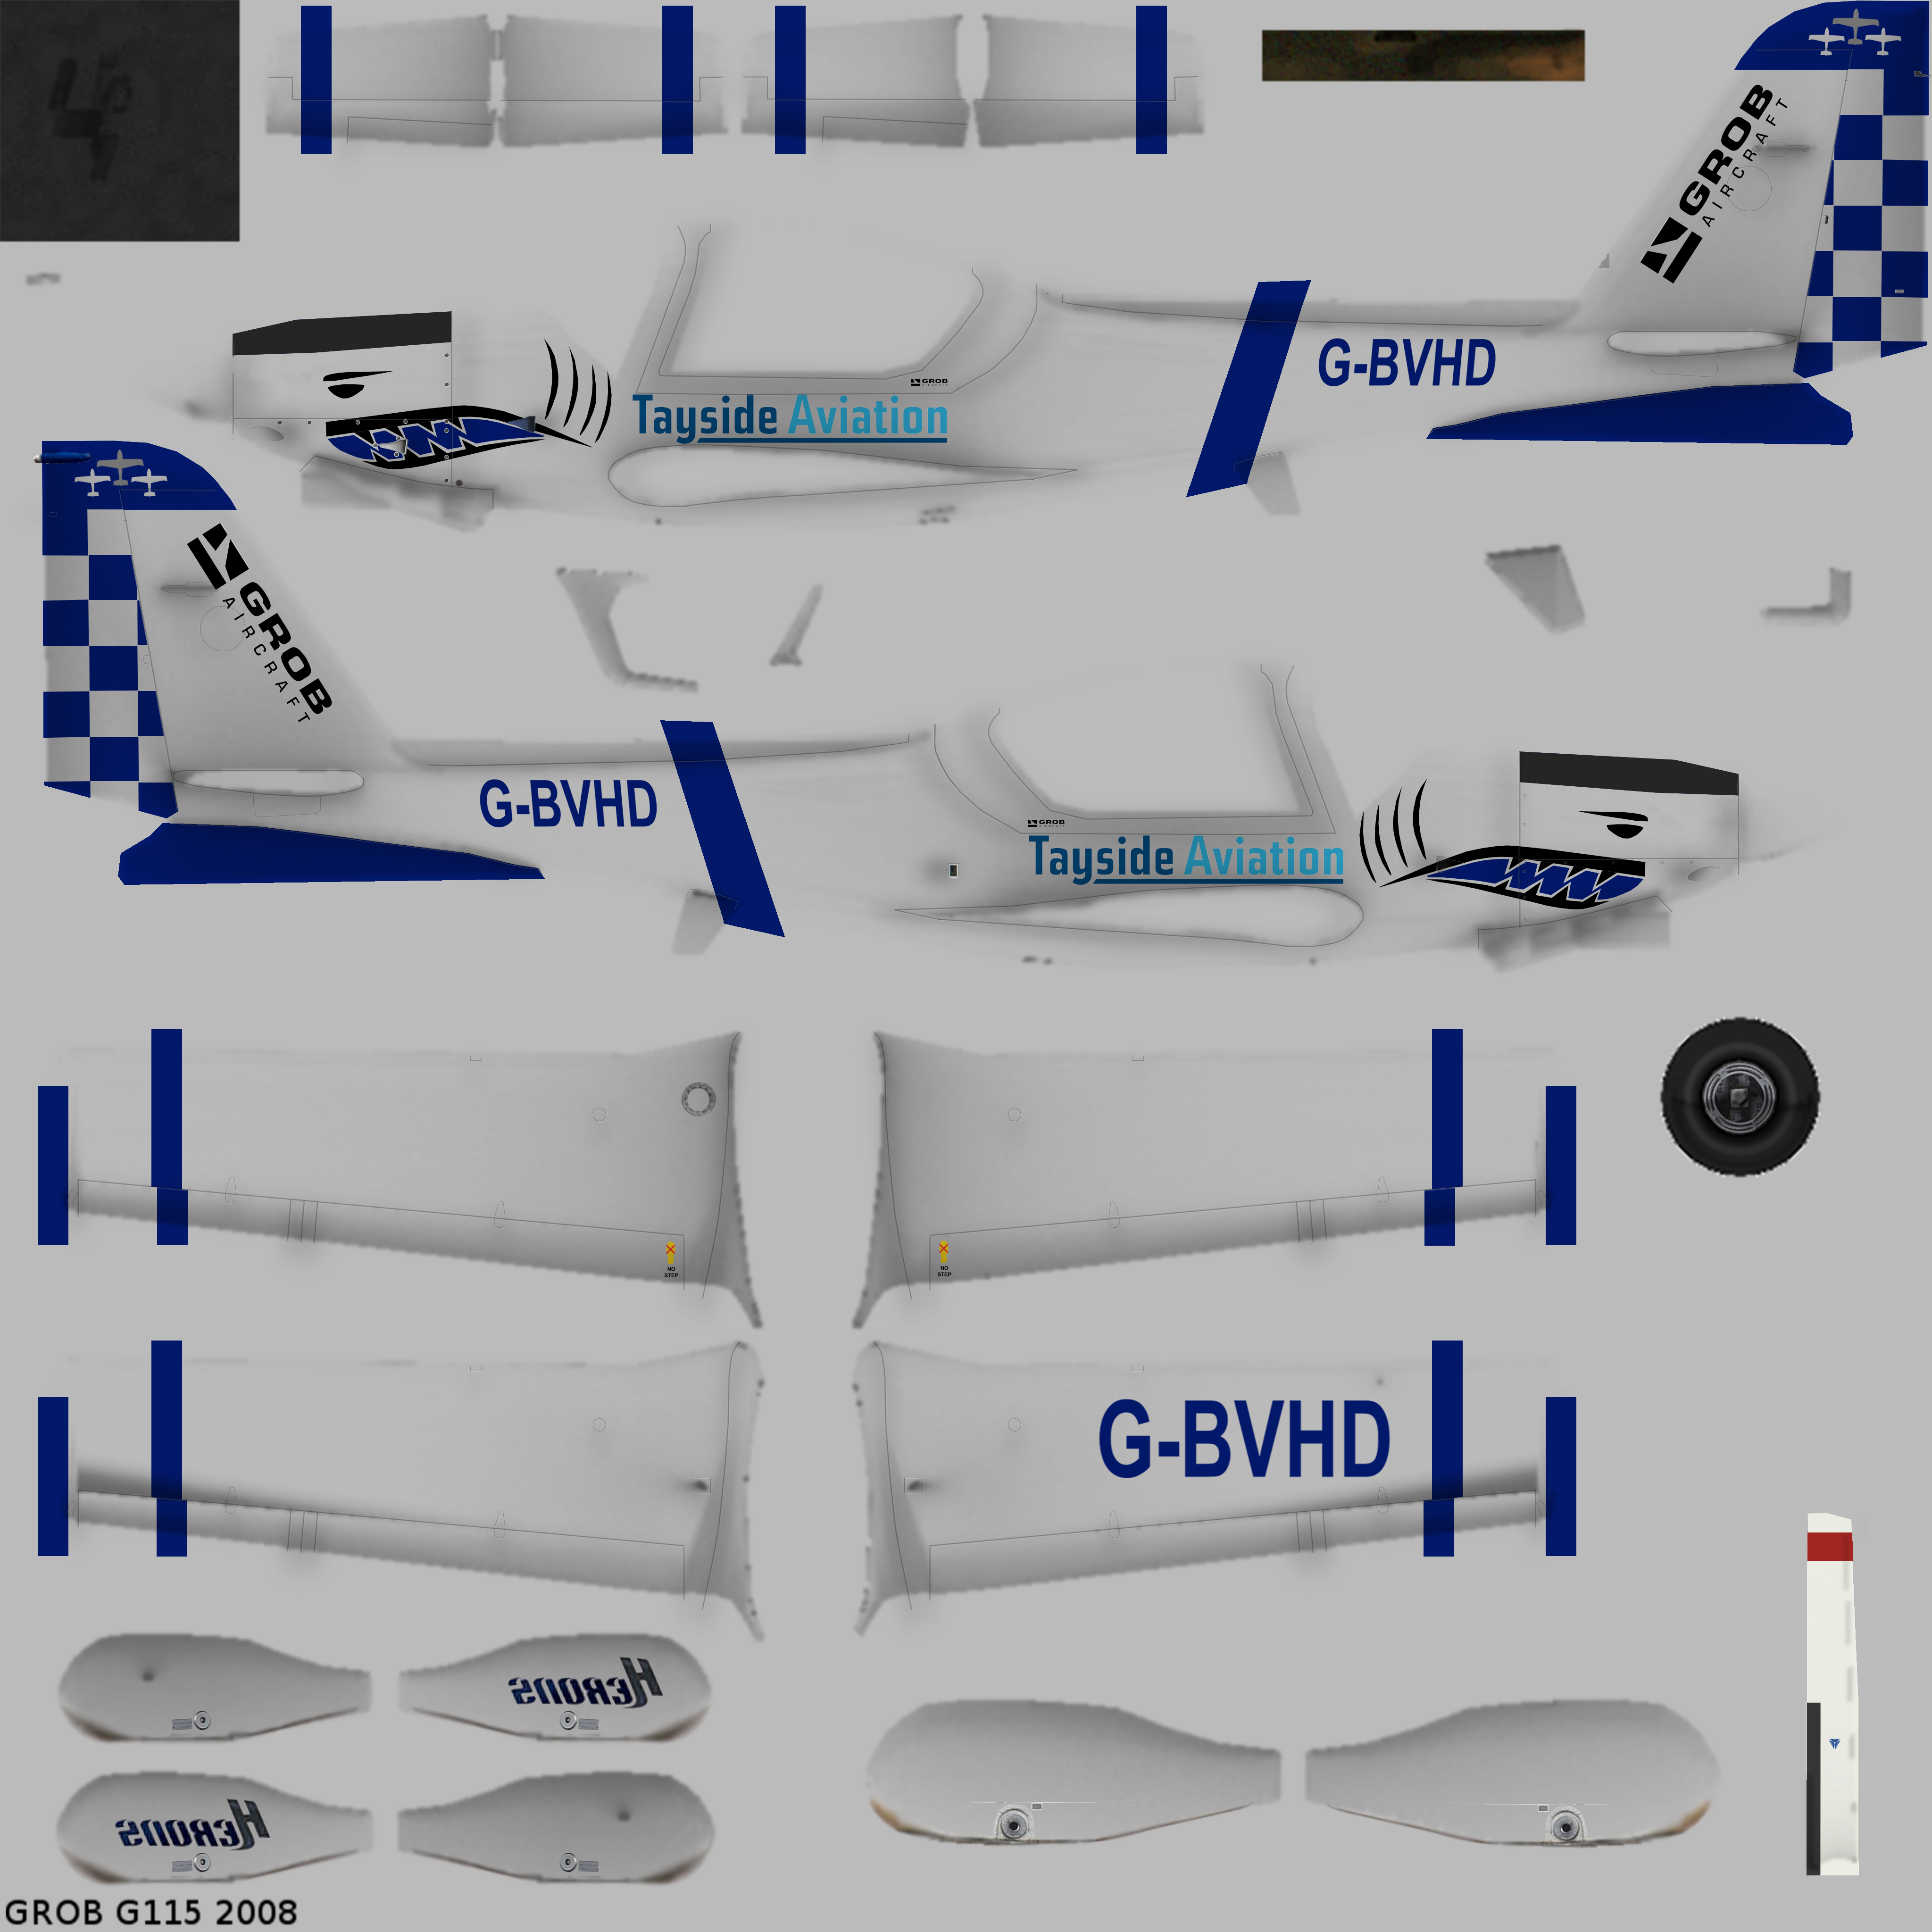 GROB
AIRCRAFT
G-BVHD
GROB
Tayside Aviation
GROB
AIRCRAFT
G-BVHD
GROB
Tayside Aviation
NO
STEP
NO
STEP
G-BVHD
HERONS
HERONS
GROB G115 2008